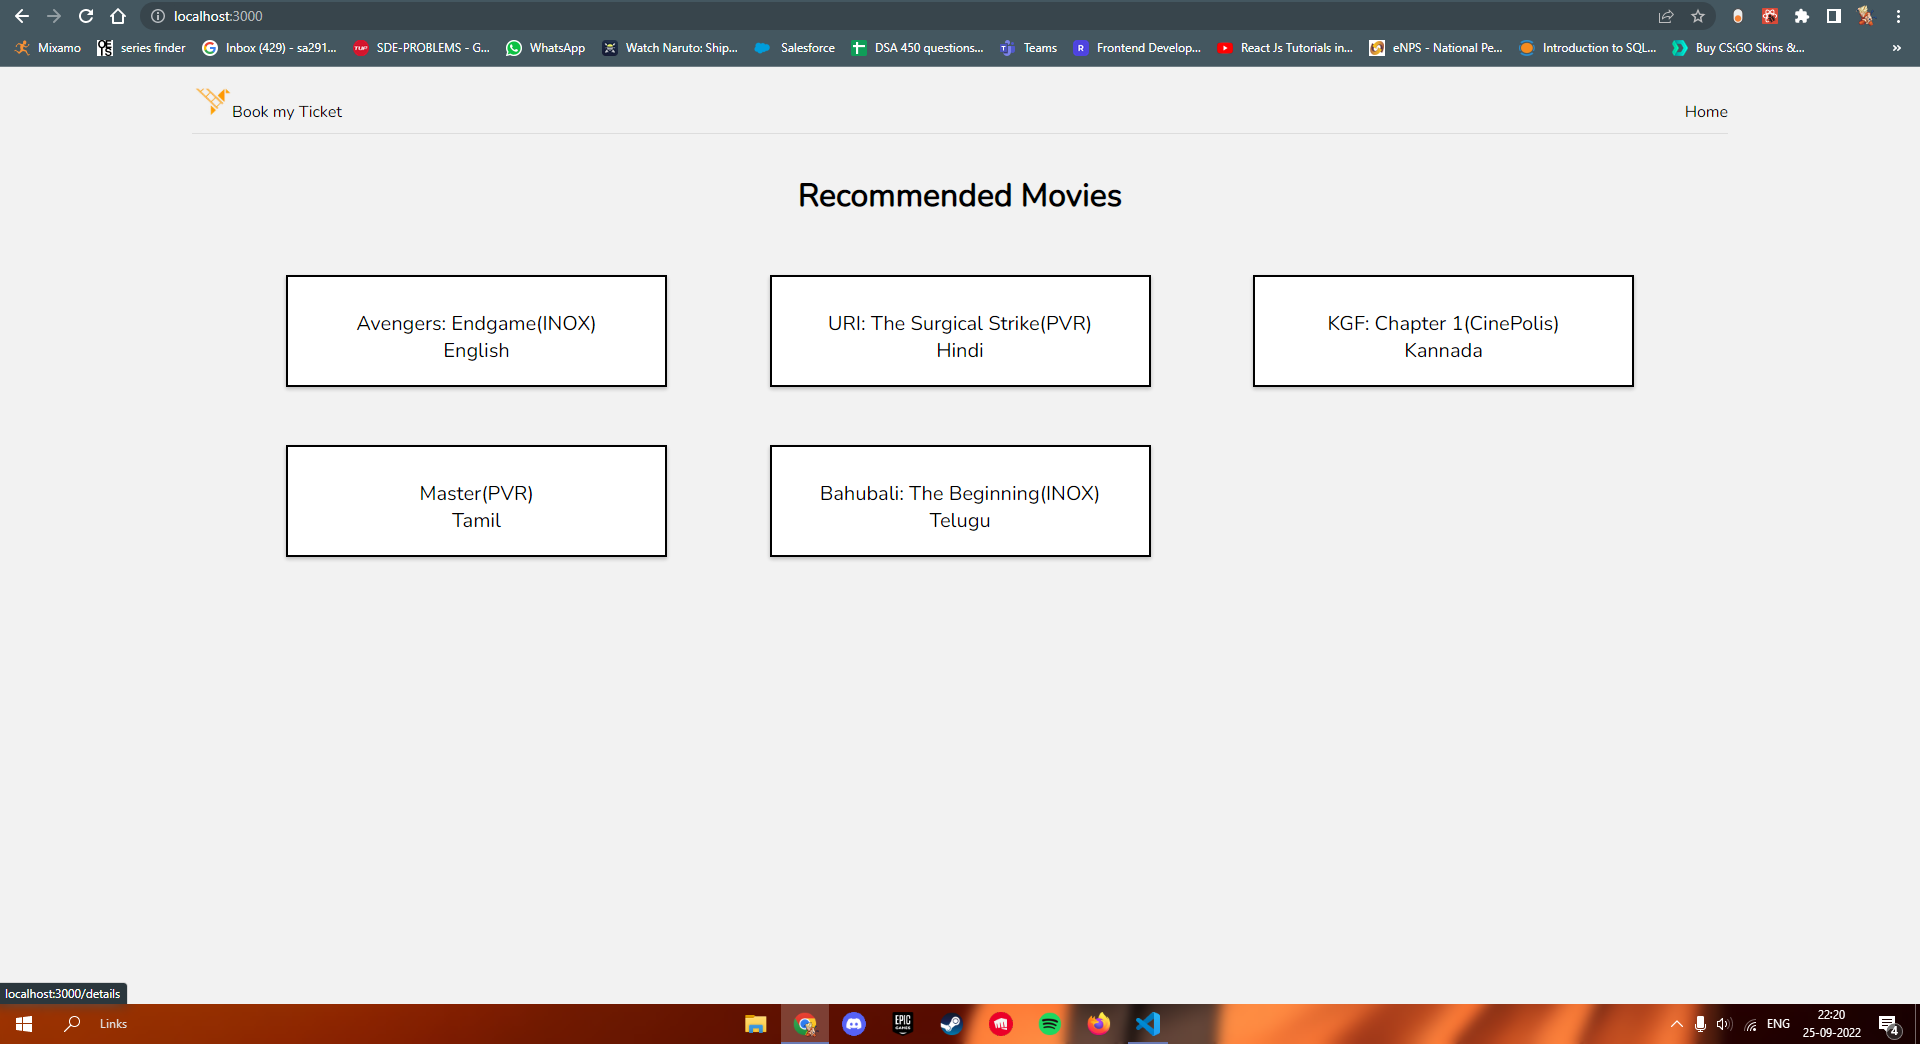 localhost:3000
Mixamo
series finder
Inbox (429) - sa291...
SDE-PROBLEMS - G...
WhatsApp
Watch Naruto: Ship...
Salesforce
DSA 450 questions...
Teams
Frontend Develop...
React Js Tutorials in...
eNPS - National Pe...
Introduction to SQL...
Buy CS:GO Skins &...
»
Book my Ticket
Home
Recommended Movies
Avengers: Endgame(INOX)
English
URI: The Surgical Strike(PVR)
Hindi
KGF: Chapter 1(CinePolis)
Kannada
Master(PVR)
Tamil
Bahubali: The Beginning(INOX)
Telugu
localhost:3000/details
Links
EPIC GAMES
ENG
22:20
25-09-2022
4